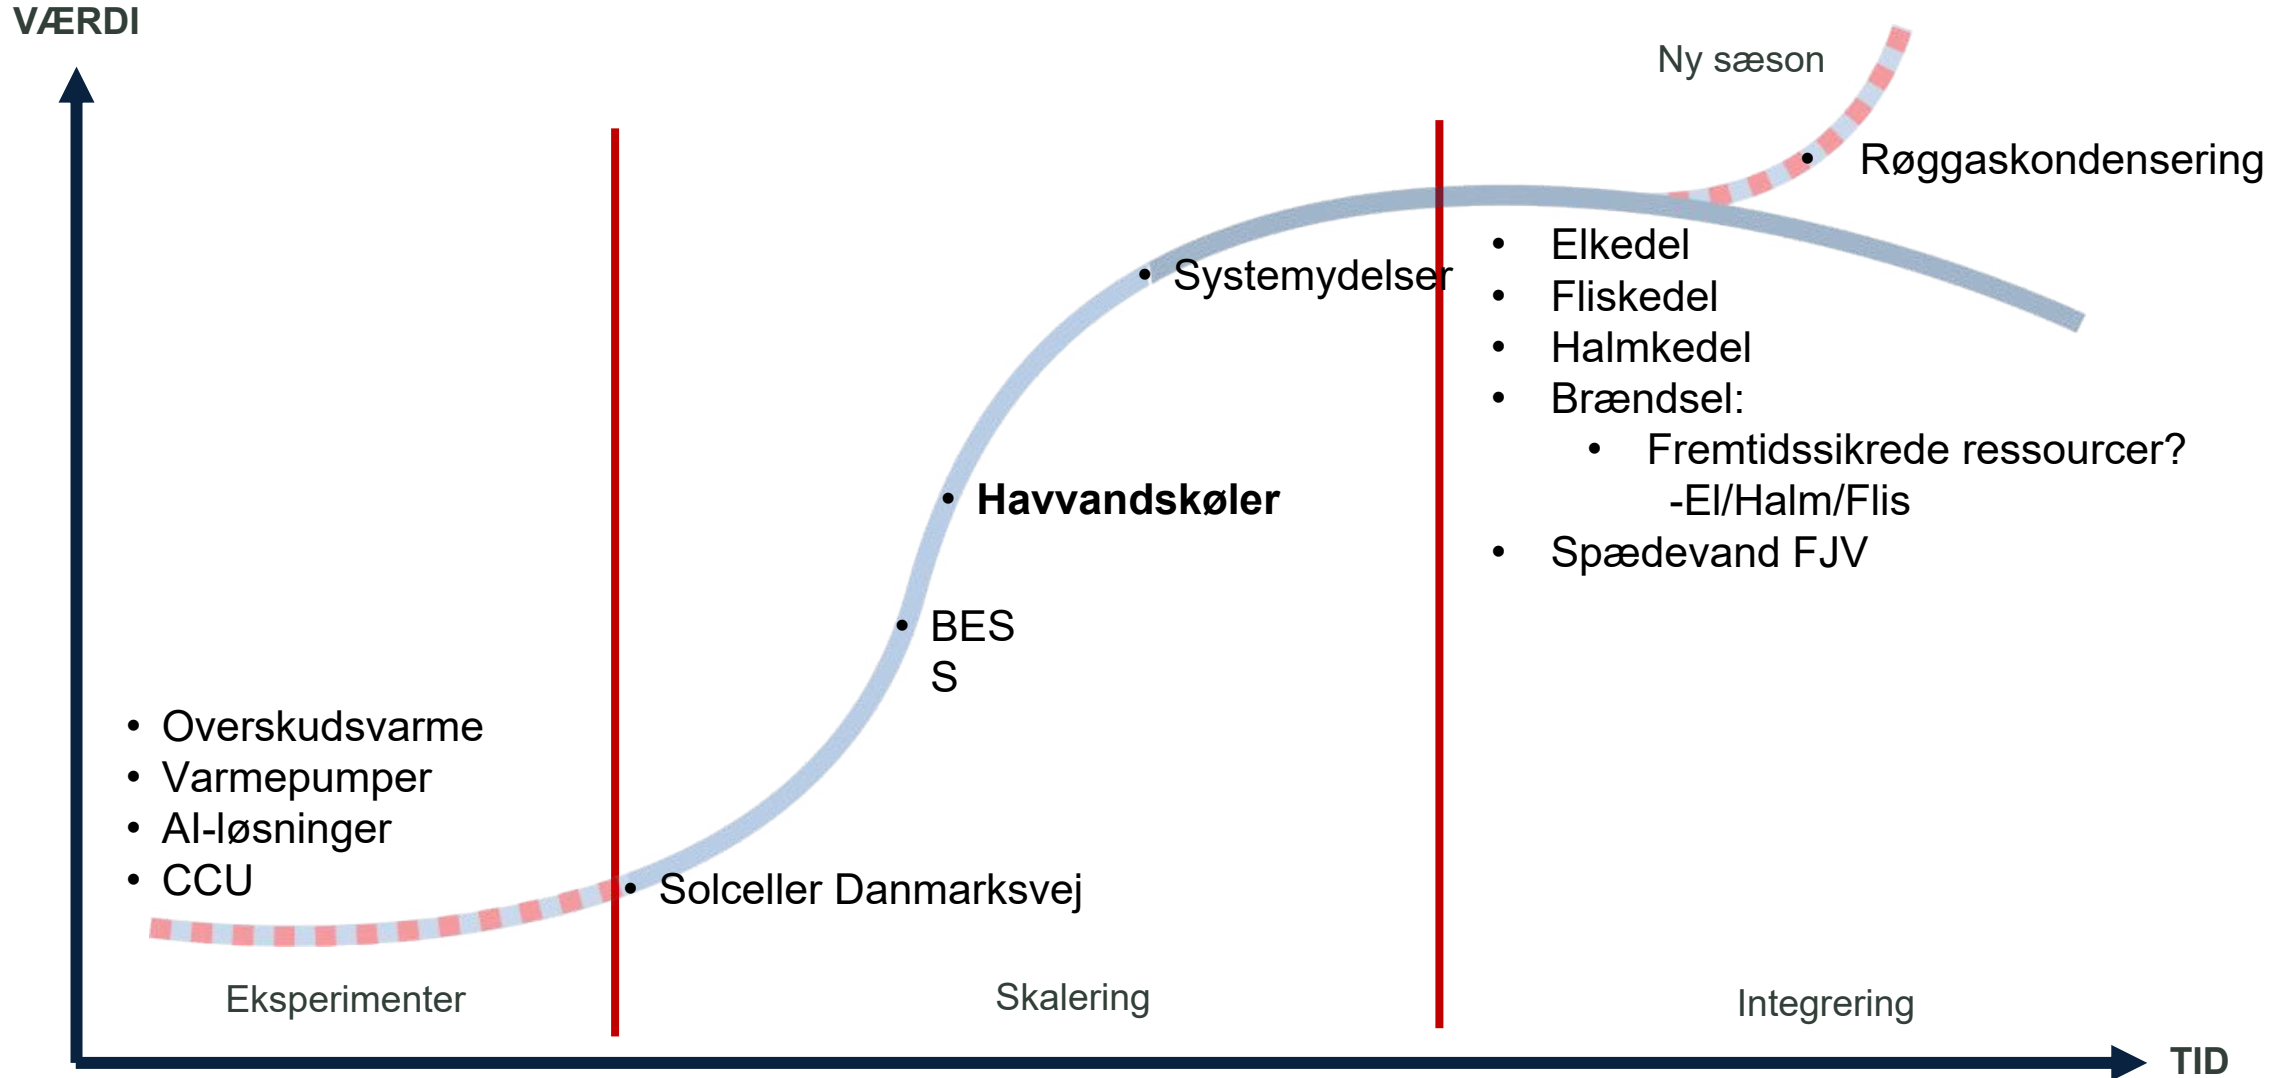 VÆRDI
Ny sæson
• Røggaskondensering
• Systemydelser
• Elkedel
• Fliskedel
• Halmkedel
• Brændsel:
• Fremtidssikrede ressourcer?
-El/Halm/Flis
• Spædevand FJV
• Havvandskøler
• BES
S
• Overskudsvarme
• Varmepumper
• AI-løsninger
• CCU
• Solceller Danmarksvej
Eksperimenter
Skalering
Integrering
TID